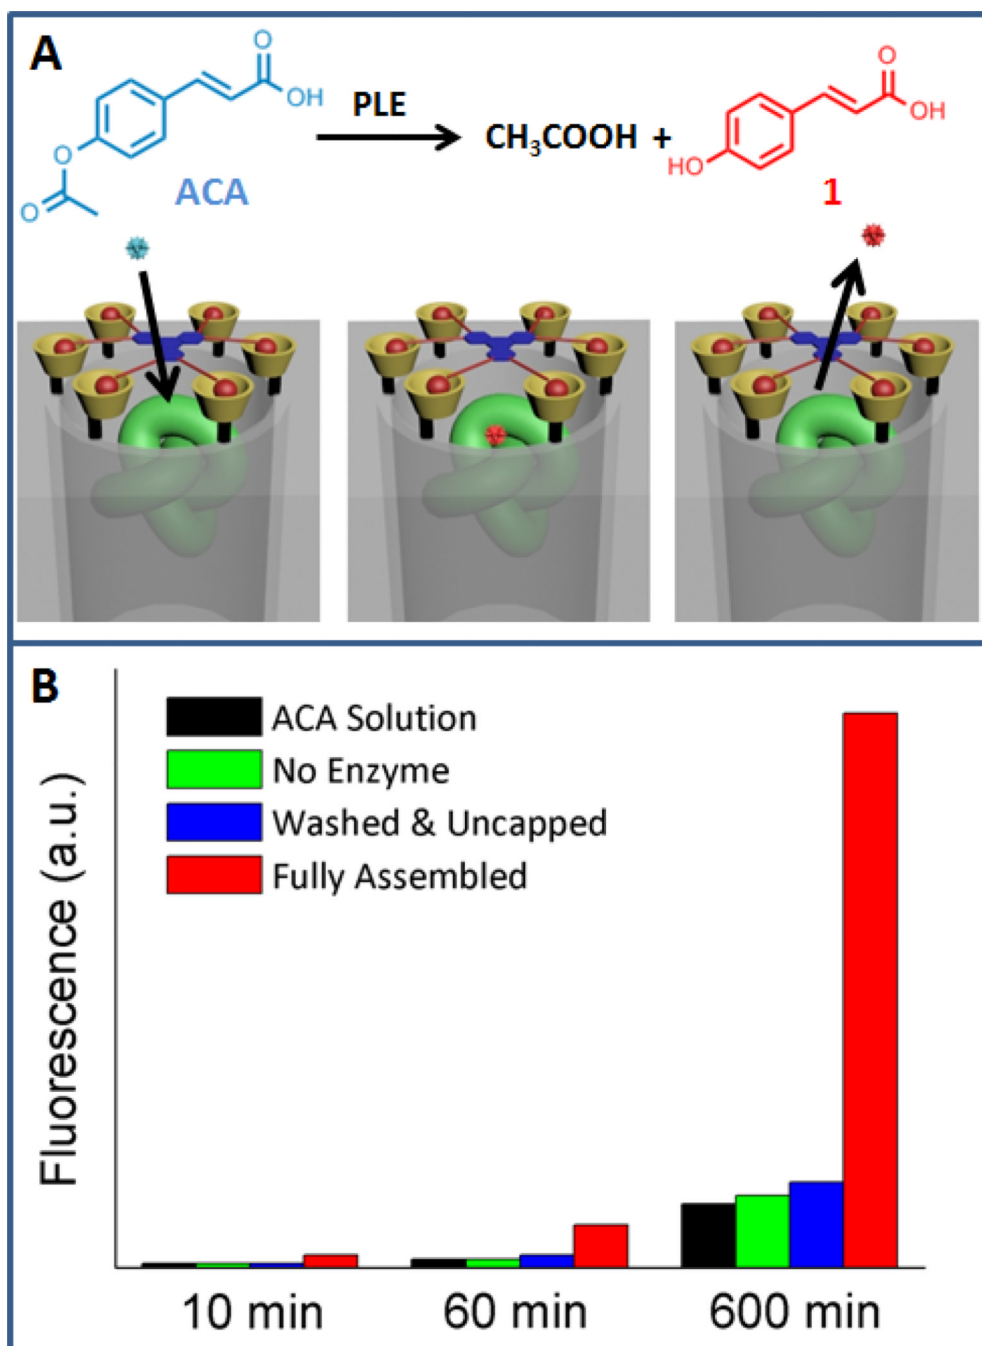 A
O
OH
O
O
ACA
PLE
CH₃COOH +
O
OH
HO
1
B
Fluorescence (a.u.)
ACA Solution
No Enzyme
Washed & Uncapped
Fully Assembled
10 min
60 min
600 min